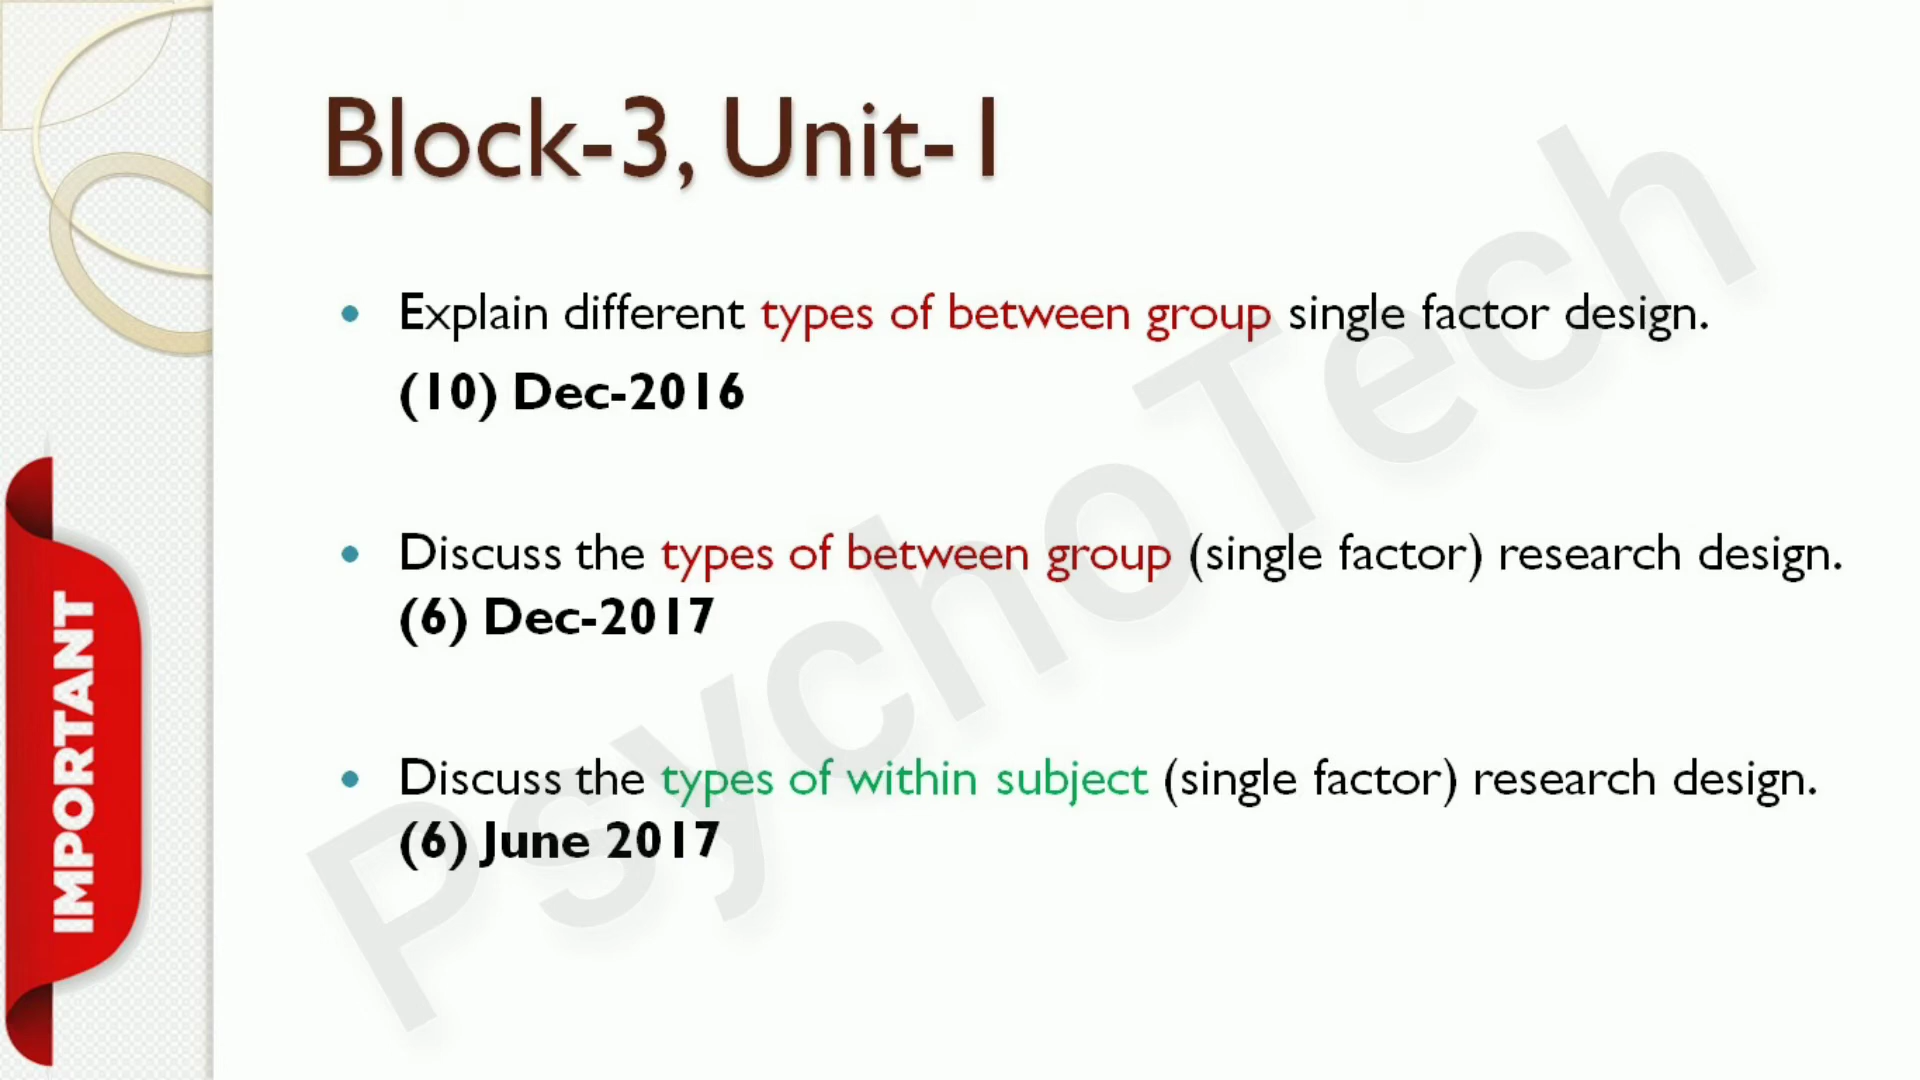 Block-3, Unit-1
• Explain different types of between group single factor design.
(10) Dec-2016
• Discuss the types of between group (single factor) research design.
(6) Dec-2017
• Discuss the types of within subject (single factor) research design.
(6) June 2017
IMPORTANT
PsychoTech